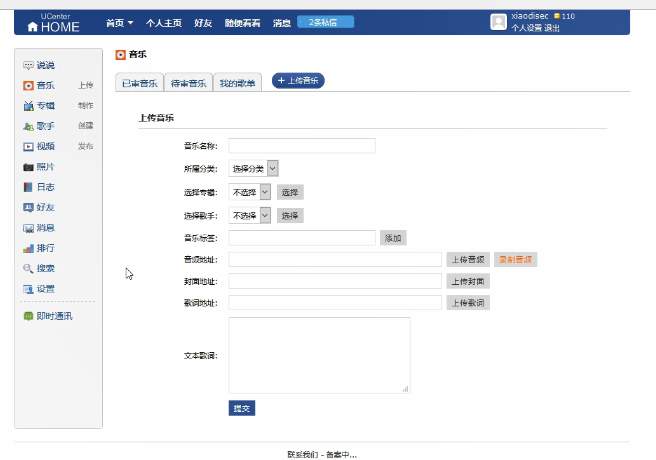 UCenter
HOME
首页 个人主页 好友 随便看看 消息 2条私信
xiaodisec 110
个人设置 退出
说说
音乐 上传
专辑 制作
歌手 创建
视频 发布
照片
日志
好友
消息
排行
搜索
设置
即时通讯
音乐
已审音乐 待审音乐 我的歌单 + 上传音乐
上传音乐
音乐名称:
所属分类: 选择分类
选择专辑: 不选择 选择
选择歌手: 不选择 选择
音乐标签: 添加
音频地址: 上传音频 录制音频
封面地址: 上传封面
歌词地址: 上传歌词
文本歌词:
提交
联系我们 - 备案中...